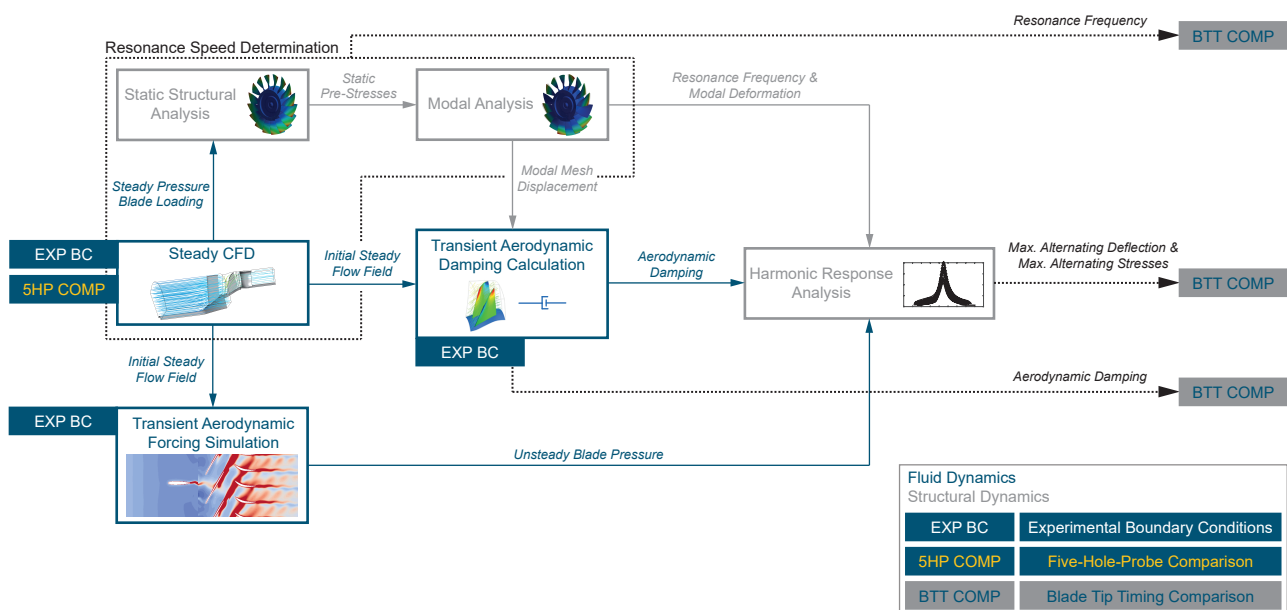 Resonance Frequency
BTT COMP
Resonance Speed Determination
Static Structural
Analysis
Static
Pre-Stresses
Modal Analysis
Resonance Frequency &
Modal Deformation
Steady Pressure
Blade Loading
Modal Mesh
Displacement
EXP BC
5HP COMP
Steady CFD
Initial Steady
Flow Field
Transient Aerodynamic
Damping Calculation
EXP BC
Aerodynamic
Damping
Harmonic Response
Analysis
Max. Alternating Deflection &
Max. Alternating Stresses
BTT COMP
Initial Steady
Flow Field
Aerodynamic Damping
BTT COMP
EXP BC
Transient Aerodynamic
Forcing Simulation
Unsteady Blade Pressure
Fluid Dynamics
Structural Dynamics
EXP BC
Experimental Boundary Conditions
5HP COMP
Five-Hole-Probe Comparison
BTT COMP
Blade Tip Timing Comparison